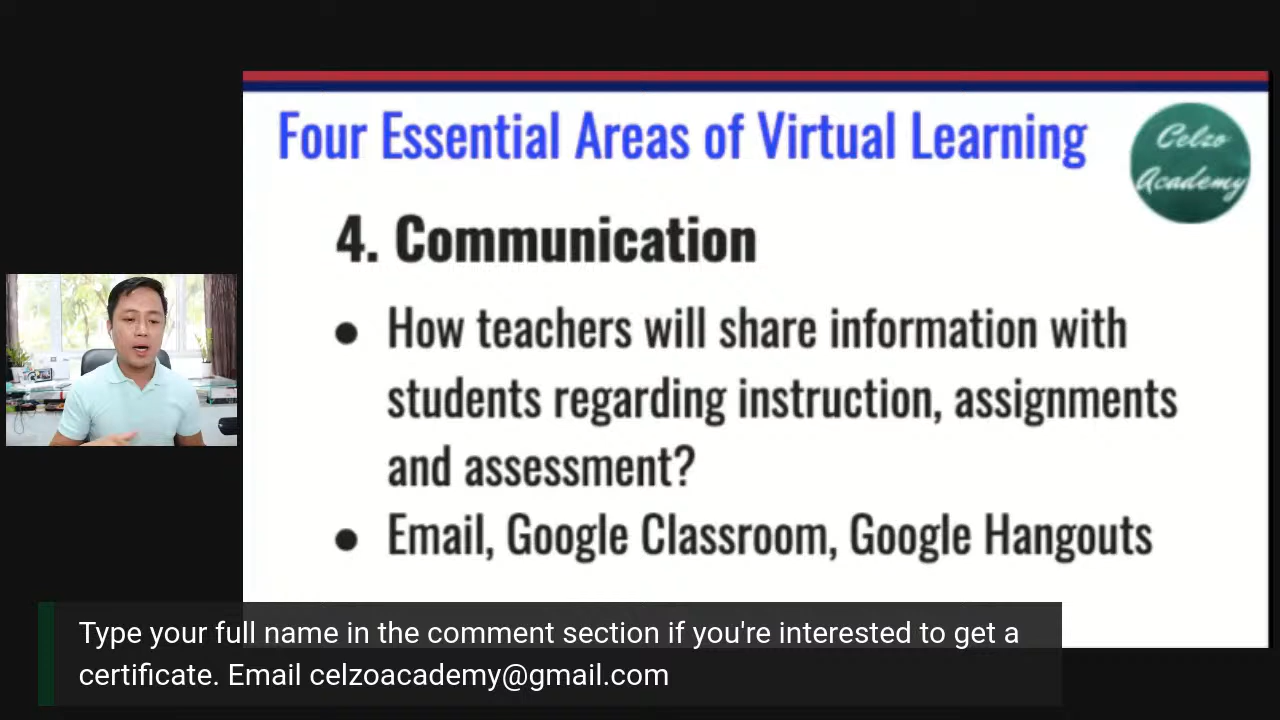 Four Essential Areas of Virtual Learning
Celzo
Academy
4. Communication
● How teachers will share information with
students regarding instruction, assignments
and assessment?
● Email, Google Classroom, Google Hangouts
Type your full name in the comment section if you're interested to get a
certificate. Email celzoacademy@gmail.com